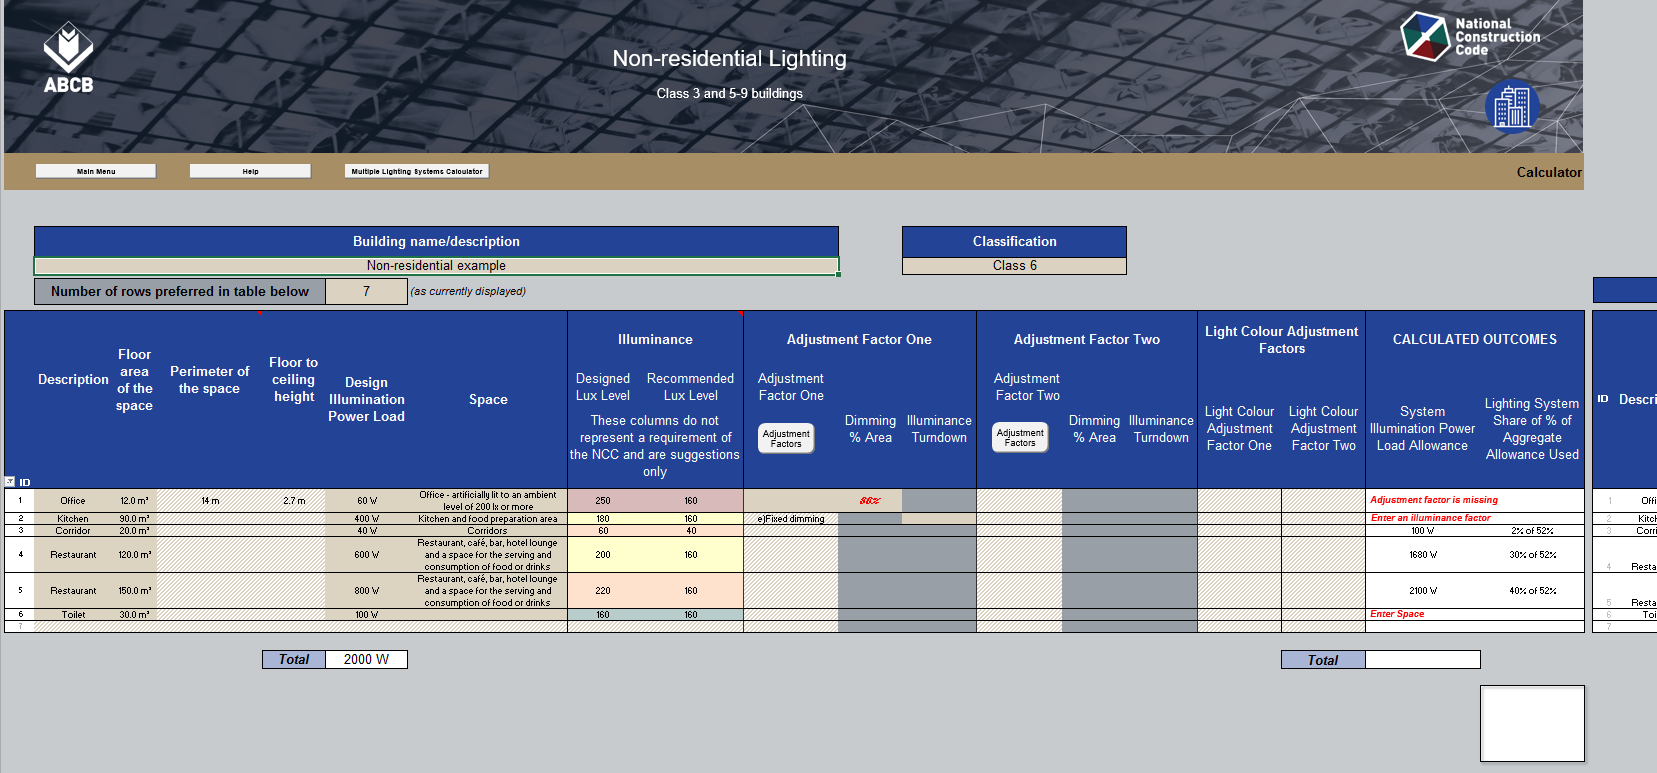 ABCB
Non-residential Lighting
Class 3 and 5-9 buildings
National
Construction
Code
Main Menu
Help
Multiple Lighting Systems Calculator
Calculator
Building name/description
Non-residential example
Classification
Class 6
Number of rows preferred in table below
7
(as currently displayed)
ID
Description
Floor
area
of the
space
Perimeter of
the space
Floor to
ceiling
height
Design
Illumination
Power Load
Space
Illuminance
Designed
Lux Level
Recommended
Lux Level
These columns do not
represent a requirement of
the NCC and are suggestions
only
Adjustment Factor One
Adjustment
Factor One
Adjustment
Factors
Dimming
% Area
Illuminance
Turndown
Adjustment Factor Two
Adjustment
Factor Two
Adjustment
Factors
Dimming
% Area
Illuminance
Turndown
Light Colour Adjustment
Factors
Light Colour
Adjustment
Factor One
Light Colour
Adjustment
Factor Two
CALCULATED OUTCOMES
System
Illumination Power
Load Allowance
Lighting System
Share of % of
Aggregate
Allowance Used
ID Descri
1 Office 12.0 m² 14 m 2.7 m 60 W Office - artificially lit to an ambient
level of 200 lx or more 250 160 Adjustment factor is missing 1 Offi
2 Kitchen 90.0 m² 400 W Kitchen and food preparation area 180 160 e)Fixed dimming Enter an illuminance factor 2 Kitch
3 Corridor 20.0 m² 40 W Corridors 60 40 100 W 2% of 52% 3 Corri
4 Restaurant 120.0 m² 600 W Restaurant, café, bar, hotel lounge
and a space for the serving and
consumption of food or drinks 200 160 1680 W 30% of 52% 4 Resta
5 Restaurant 150.0 m² 800 W Restaurant, café, bar, hotel lounge
and a space for the serving and
consumption of food or drinks 220 160 2100 W 40% of 52% 5 Resta
6 Toilet 30.0 m² 100 W 160 160 Enter Space 6 Toi
7 7
Total 2000 W
Total